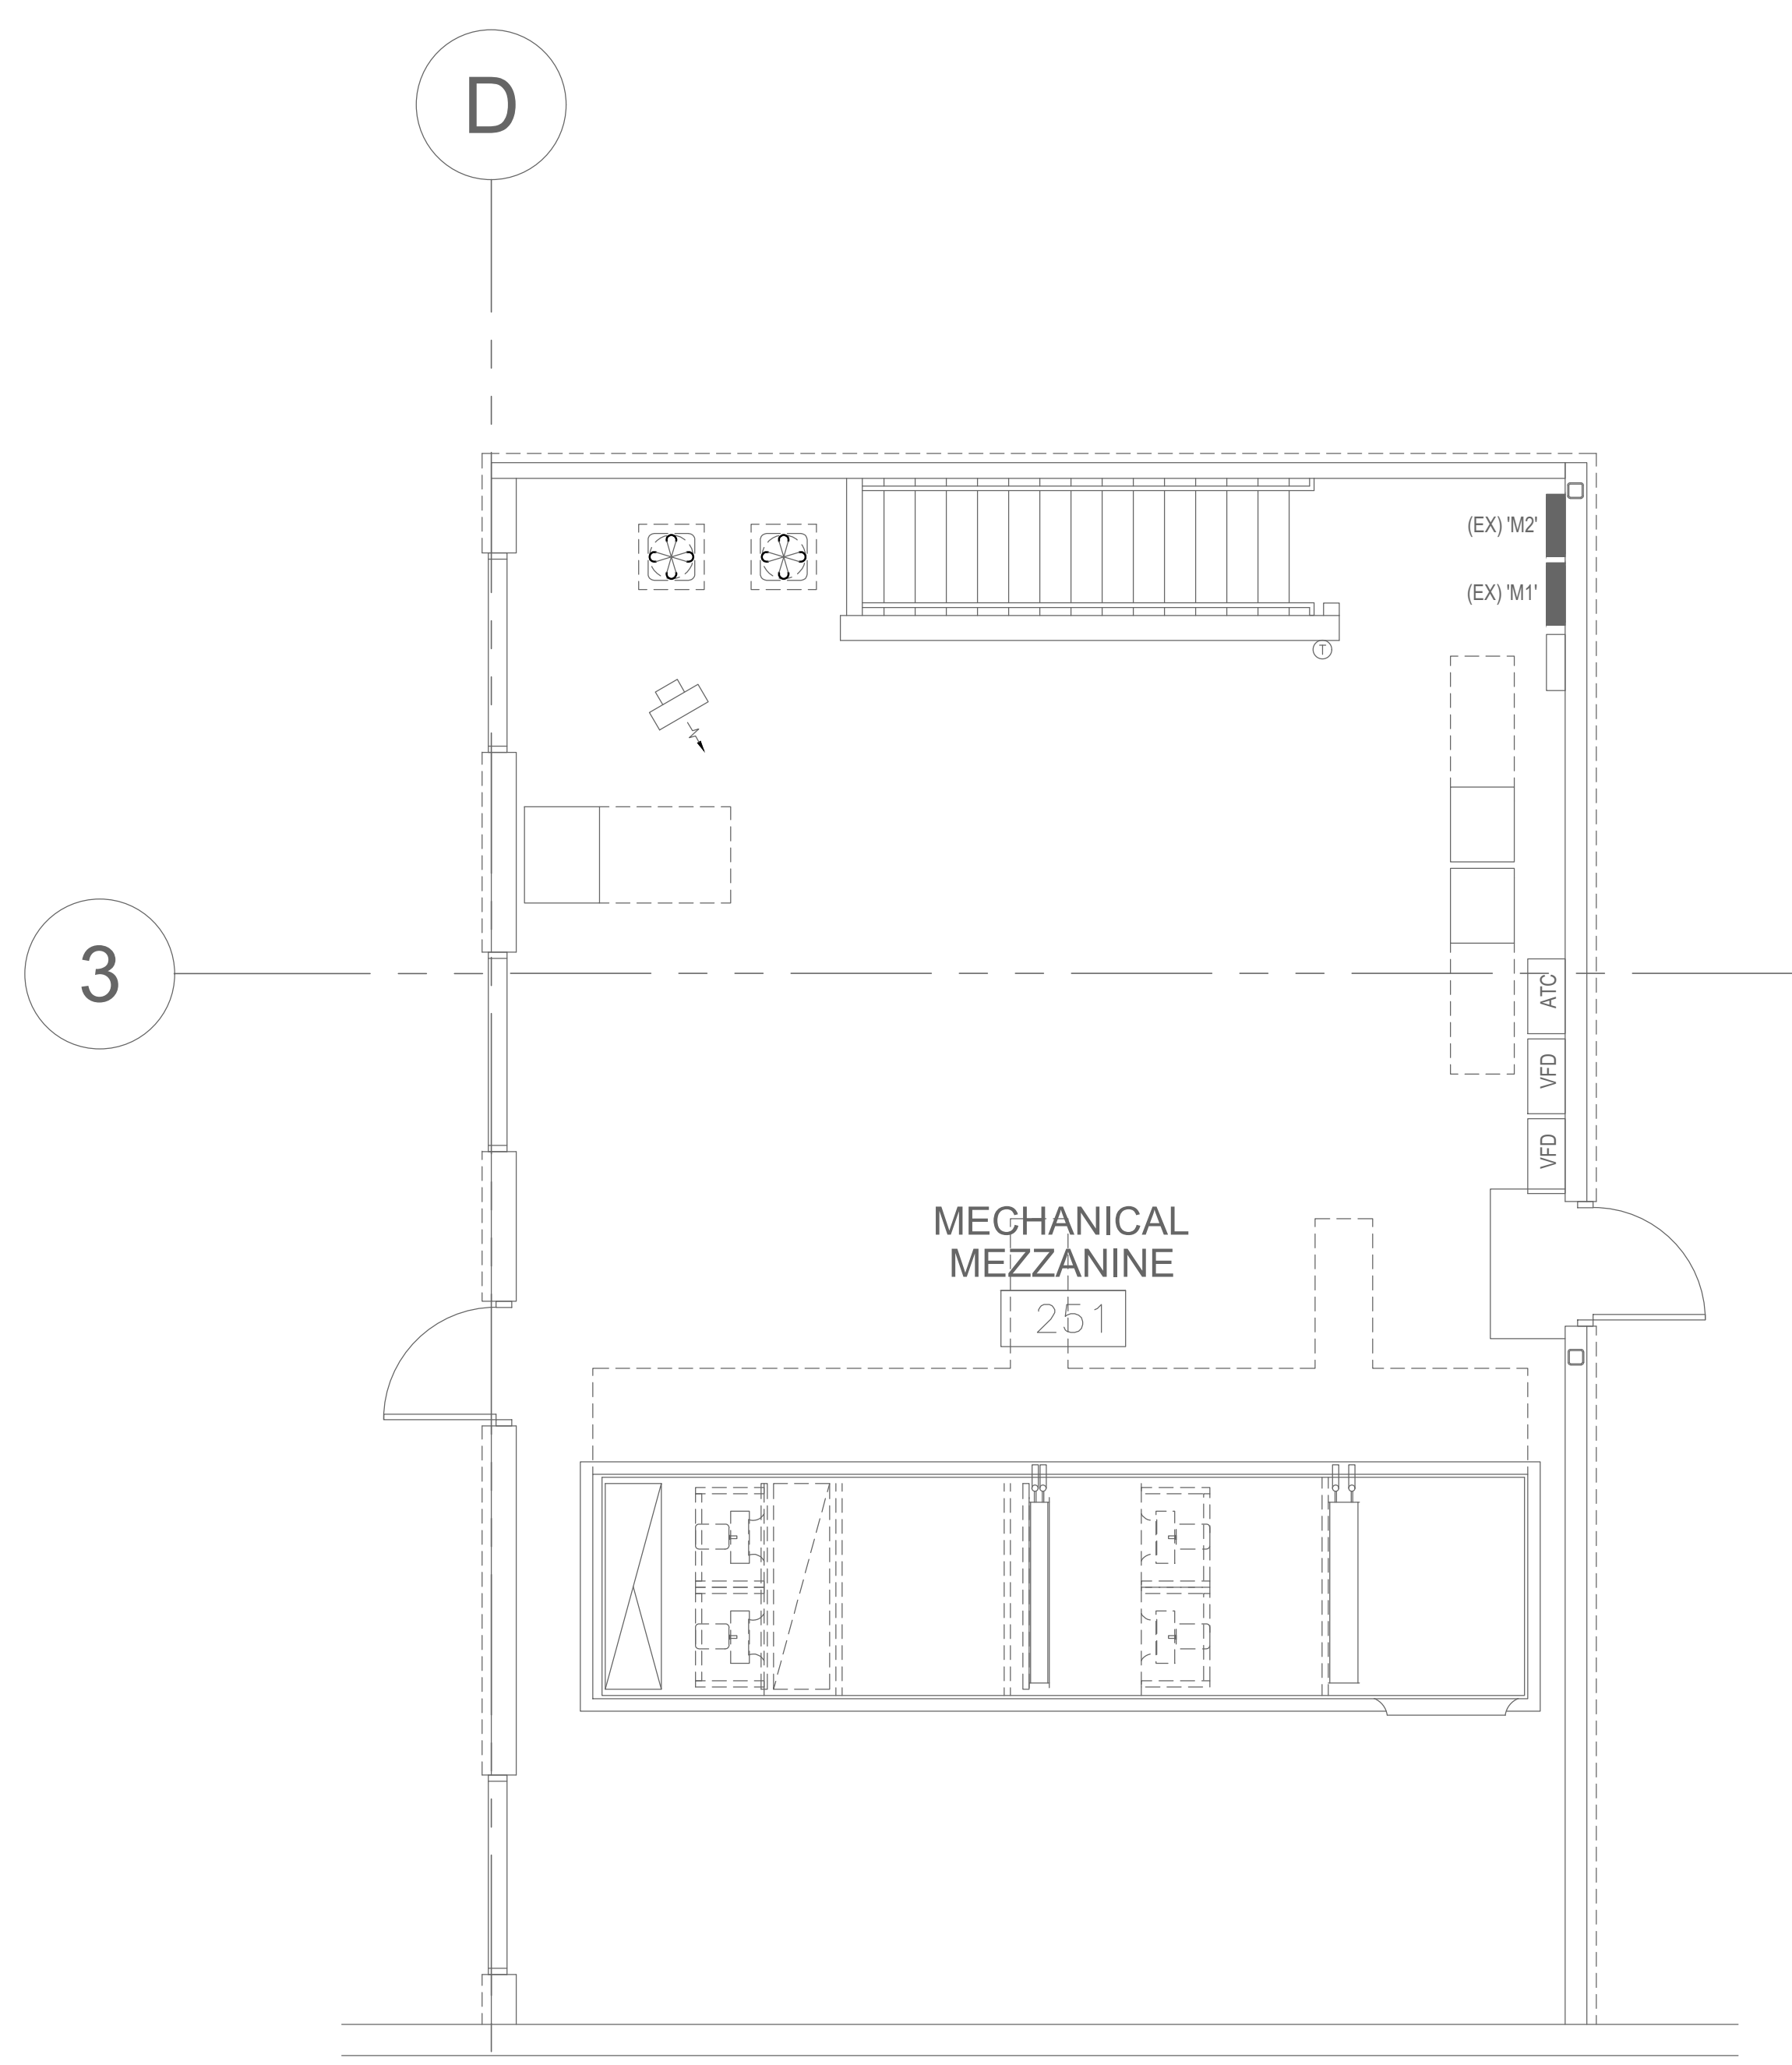 D
(EX) 'M2'
(EX) 'M1'
T
3
ATC
VFD
VFD
MECHANICAL
MEZZANINE
251